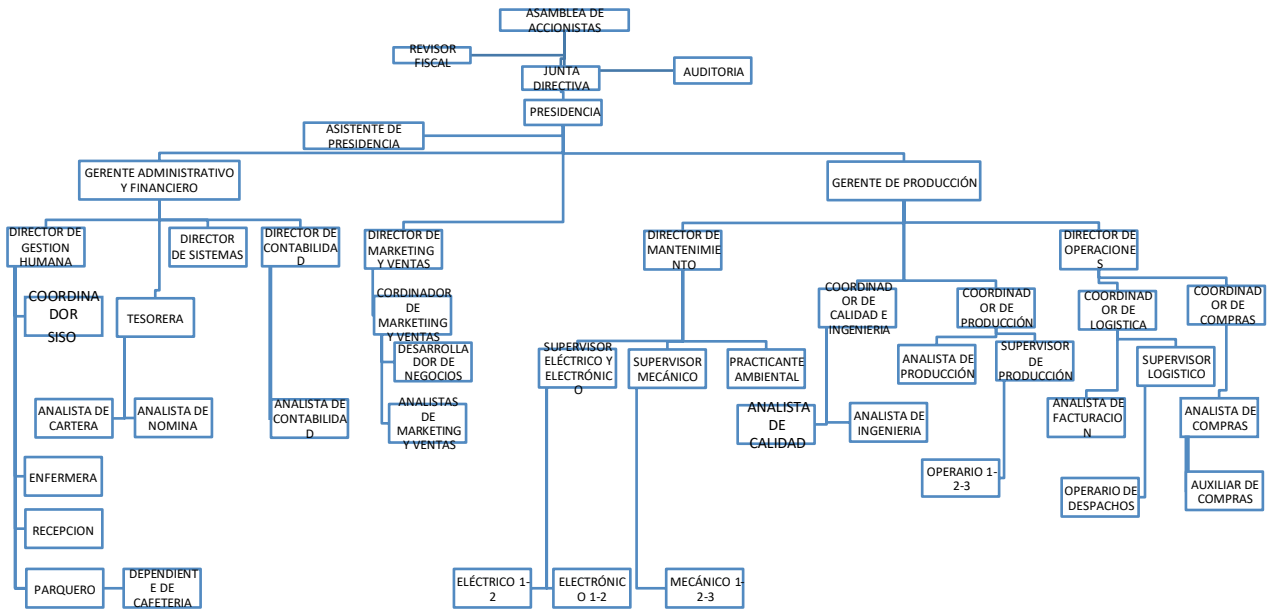 ASAMBLEA DE
ACCIONISTAS
REVISOR
FISCAL
JUNTA
DIRECTIVA
AUDITORIA
PRESIDENCIA
ASISTENTE DE
PRESIDENCIA
GERENTE ADMINISTRATIVO
Y FINANCIERO
GERENTE DE PRODUCCIÓN
DIRECTOR DE
GESTION
HUMANA
DIRECTOR
DE SISTEMAS
DIRECTOR DE
CONTABILIDA
D
DIRECTOR DE
MARKETING
Y VENTAS
DIRECTOR DE
MANTENIMIE
NTO
DIRECTOR DE
OPERACIONE
S
COORDINA
DOR
SISO
TESORERA
CORDINADOR
DE
MARKETIING
Y VENTAS
COORDINAD
OR DE
CALIDAD E
INGENIERIA
COORDINAD
OR DE
PRODUCCIÓN
COORDINAD
OR DE
LOGISTICA
COORDINAD
OR DE
COMPRAS
DESARROLLA
DOR DE
NEGOCIOS
SUPERVISOR
ELÉCTRICO Y
ELECTRÓNIC
O
SUPERVISOR
MECÁNICO
PRACTICANTE
AMBIENTAL
ANALISTA DE
PRODUCCIÓN
SUPERVISOR
DE
PRODUCCIÓN
SUPERVISOR
LOGISTICO
ANALISTA DE
CARTERA
ANALISTA DE
NOMINA
ANALISTA DE
CONTABILIDA
D
ANALISTAS
DE
MARKETING
Y VENTAS
ANALISTA
DE
CALIDAD
ANALISTA DE
INGENIERIA
ANALISTA DE
FACTURACIO
N
ANALISTA DE
COMPRAS
ENFERMERA
OPERARIO 1-
2-3
OPERARIO DE
DESPACHOS
AUXILIAR DE
COMPRAS
RECEPCION
PARQUERO
DEPENDIENT
E DE
CAFETERIA
ELÉCTRICO 1-
2
ELECTRÓNIC
O 1-2
MECÁNICO 1-
2-3